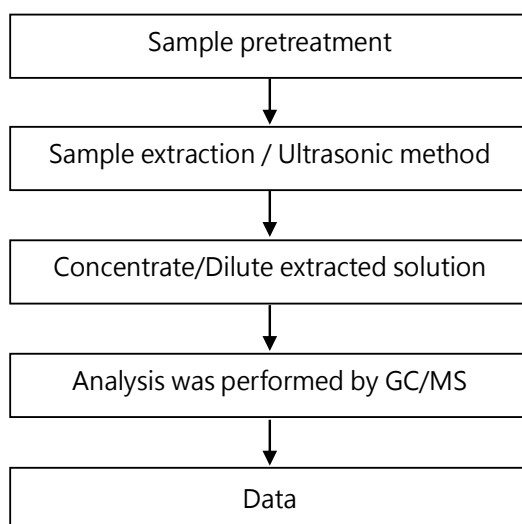 Sample pretreatment
Sample extraction / Ultrasonic method
Concentrate/Dilute extracted solution
Analysis was performed by GC/MS
Data